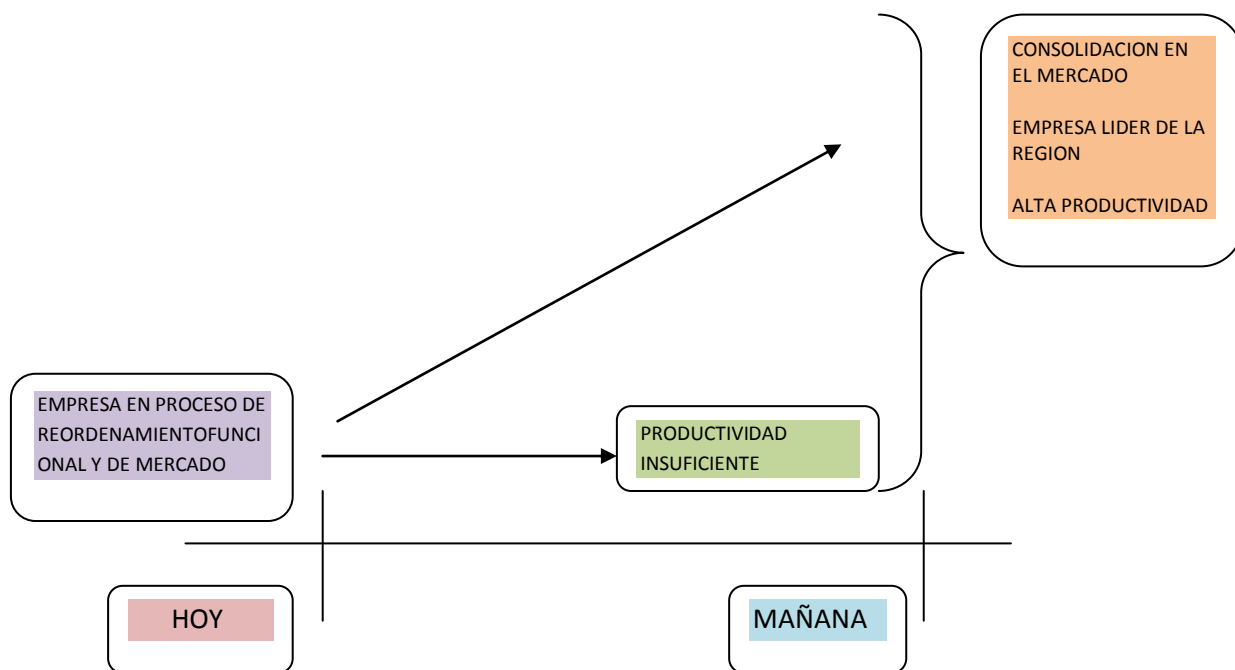 CONSOLIDACION EN
EL MERCADO
EMPRESA LIDER DE LA
REGION
ALTA PRODUCTIVIDAD
EMPRESA EN PROCESO DE
REORDENAMIENTOFUNCI
ONAL Y DE MERCADO
PRODUCTIVIDAD
INSUFICIENTE
HOY
MAÑANA